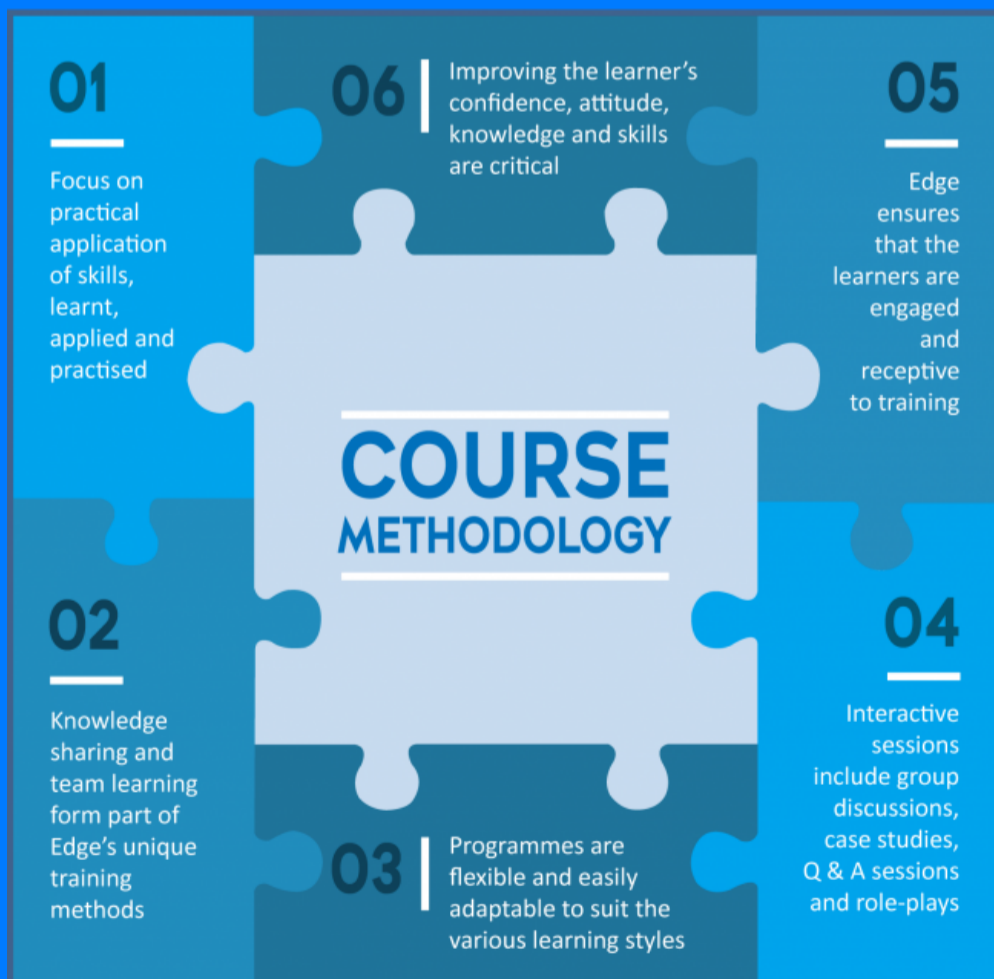 COURSE
METHODOLOGY
01
Focus on
practical
application
of skills,
learnt,
applied and
practised
02
Knowledge
sharing and
team learning
form part of
Edge's unique
training
methods
03
Programmes are
flexible and easily
adaptable to suit the
various learning styles
04
Interactive
sessions
include group
discussions,
case studies,
Q & A sessions
and role-plays
05
Edge
ensures
that the
learners are
engaged
and
receptive
to training
06
Improving the learner's
confidence, attitude,
knowledge and skills
are critical